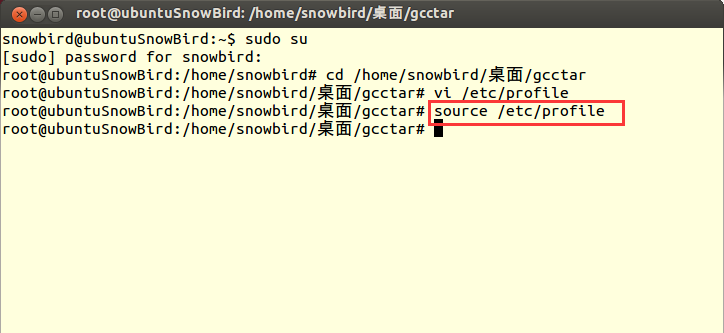 root@ubuntuSnowBird: /home/snowbird/桌面/gcctar
snowbird@ubuntuSnowBird:~$ sudo su
[sudo] password for snowbird:
root@ubuntuSnowBird:/home/snowbird# cd /home/snowbird/桌面/gcctar
root@ubuntuSnowBird:/home/snowbird/桌面/gcctar# vi /etc/profile
root@ubuntuSnowBird:/home/snowbird/桌面/gcctar# source /etc/profile
root@ubuntuSnowBird:/home/snowbird/桌面/gcctar#